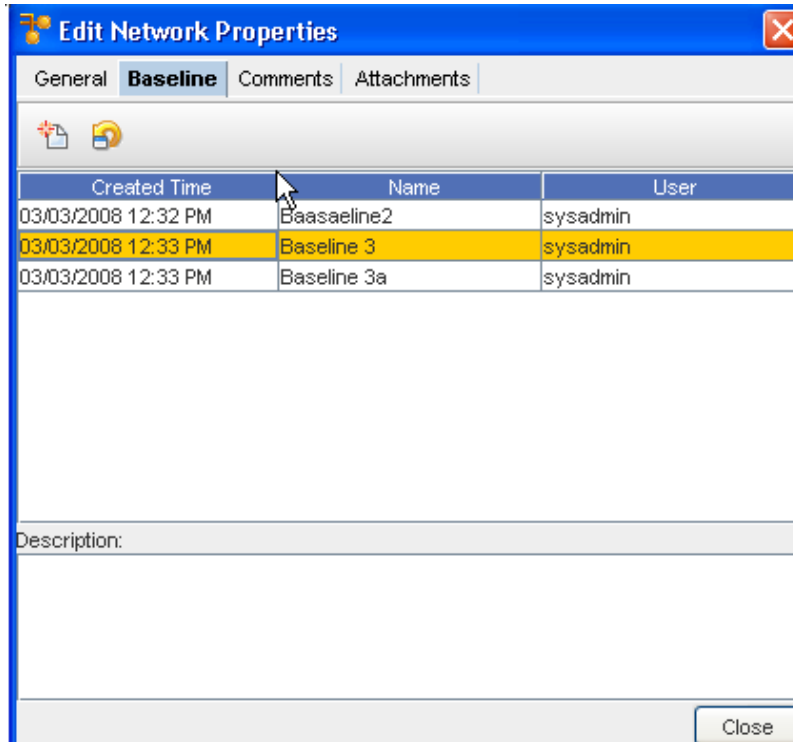 Edit Network Properties
General Baseline Comments Attachments
Created Time Name User
03/03/2008 12:32 PM Baasaeline2 sysadmin
03/03/2008 12:33 PM Baseline 3 sysadmin
03/03/2008 12:33 PM Baseline 3a sysadmin
Description:
Close